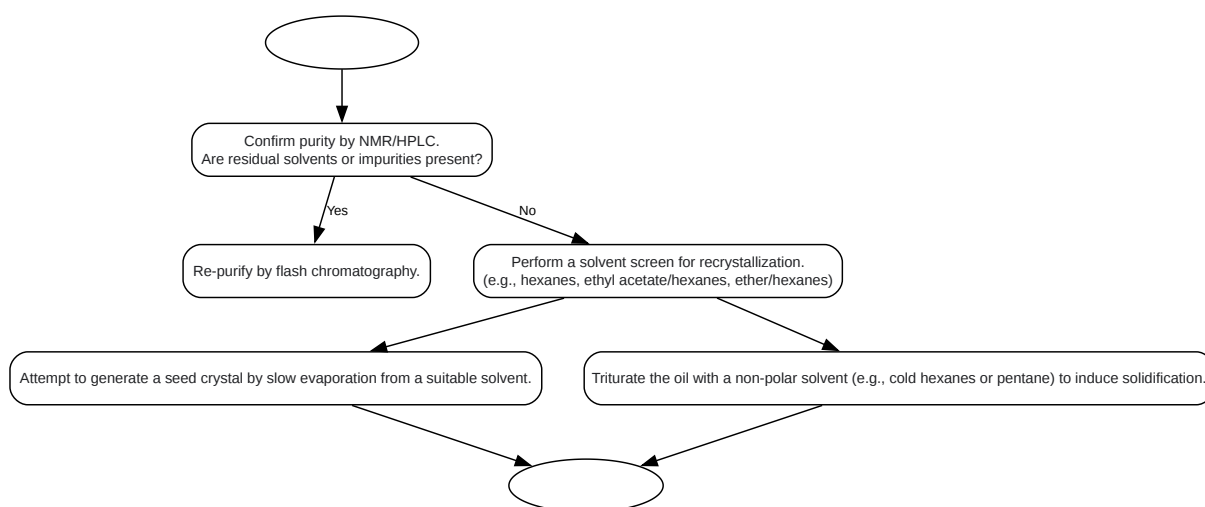 Confirm purity by NMR/HPLC.
Are residual solvents or impurities present?
Yes
No
Re-purify by flash chromatography.
Perform a solvent screen for recrystallization.
(e.g., hexanes, ethyl acetate/hexanes, ether/hexanes)
Attempt to generate a seed crystal by slow evaporation from a suitable solvent.
Triturate the oil with a non-polar solvent (e.g., cold hexanes or pentane) to induce solidification.